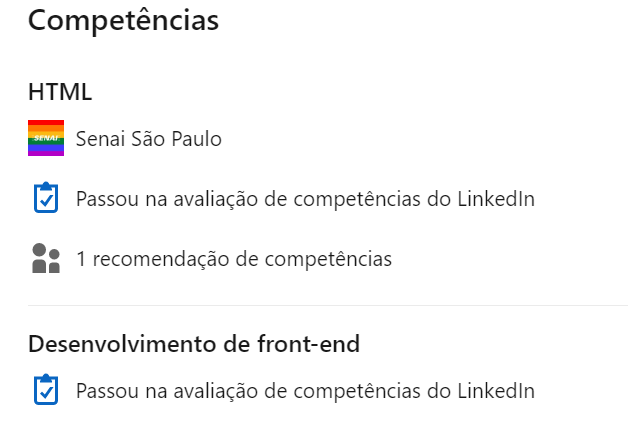 Competências
HTML
SENAI
Senai São Paulo
Passou na avaliação de competências do LinkedIn
1 recomendação de competências
Desenvolvimento de front-end
Passou na avaliação de competências do LinkedIn